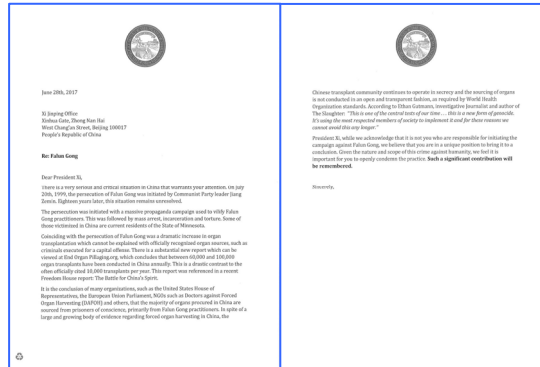 June 28th, 2017
Xi Jinping Office
Xinhua Gate, Zhong Nan Hai
West Chang'an Street, Beijing 100017
People's Republic of China
Re: Falun Gong
Dear President Xi,
There is a very serious and critical situation in China that warrants your attention. On July
20th, 1999, the persecution of Falun Gong was initiated by Communist Party leader Jiang
Zemin. Eighteen years later, this situation remains unresolved.
The persecution was initiated with a massive propaganda campaign used to vilify Falun
Gong practitioners. This was followed by mass arrest, incarceration and torture. Some of
those victimized in China are current residents of the State of Minnesota.
Coinciding with the persecution of Falun Gong was a dramatic increase in organ
transplantation which cannot be explained with officially recognized organ sources, such as
criminals executed for a capital offense. There is a substantial new report which can be
viewed at End Organ Pillaging.org, which concludes that between 60,000 and 100,000
organ transplants have been conducted in China annually. This is a drastic contrast to the
often officially cited 10,000 transplants per year. This report was referenced in a recent
Freedom House report: The Battle for China's Spirit.
It is the conclusion of many organizations, such as the United States House of
Representatives, the European Union Parliament, NGOs such as Doctors against Forced
Organ Harvesting (DAFOH) and others, that the majority of organs procured in China are
sourced from prisoners of conscience, primarily from Falun Gong practitioners. In spite of a
large and growing body of evidence regarding forced organ harvesting in China, the
Chinese transplant community continues to operate in secrecy and the sourcing of organs
is not conducted in an open and transparent fashion, as required by World Health
Organization standards. According to Ethan Gutmann, investigative journalist and author of
The Slaughter: "This is one of the central tests of our time . . . this is a new form of genocide.
It's using the most respected members of society to implement it and for these reasons we
cannot avoid this any longer."
President Xi, while we acknowledge that it is not you who are responsible for initiating the
campaign against Falun Gong, we believe that you are in a unique position to bring it to a
conclusion. Given the nature and scope of this crime against humanity, we feel it is
important for you to openly condemn the practice. Such a significant contribution will
be remembered.
Sincerely,